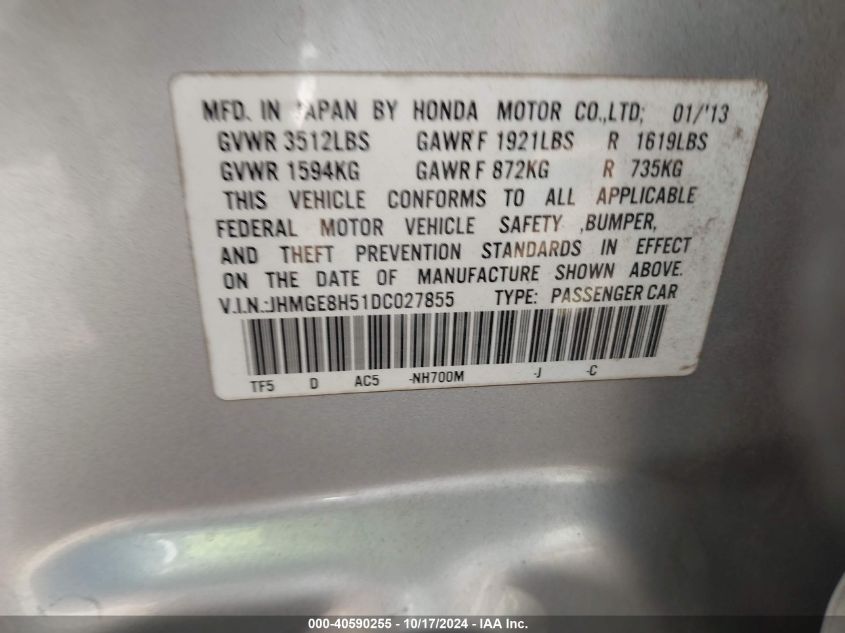 MFD. IN JAPAN BY HONDA MOTOR CO.,LTD; 01/'13
GVWR 3512LBS GAWR F 1921LBS R 1619LBS
GVWR 1594KG GAWR F 872KG R 735KG
THIS VEHICLE CONFORMS TO ALL APPLICABLE
FEDERAL MOTOR VEHICLE SAFETY ,BUMPER,
AND THEFT PREVENTION STANDARDS IN EFFECT
ON THE DATE OF MANUFACTURE SHOWN ABOVE.
V.I.N.:JHMGE8H51DC027855 TYPE: PASSENGER CAR
TF5 D AC5 -NH700M -J -C
000-40590255 - 10/17/2024 - IAA Inc.